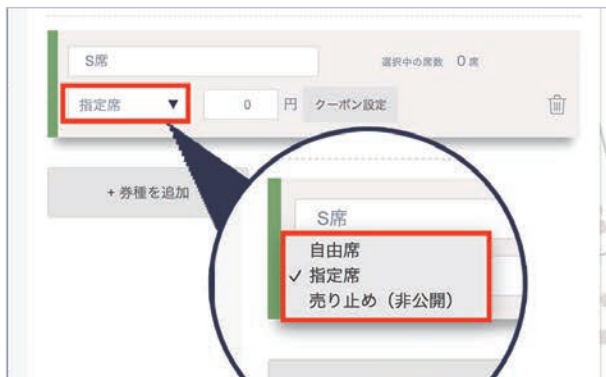 S席
選択中の席数 0 席
指定席 ▼ 0 円 クーポン設定
+ 券種を追加
S席
自由席
✓ 指定席
売り止め（非公開）